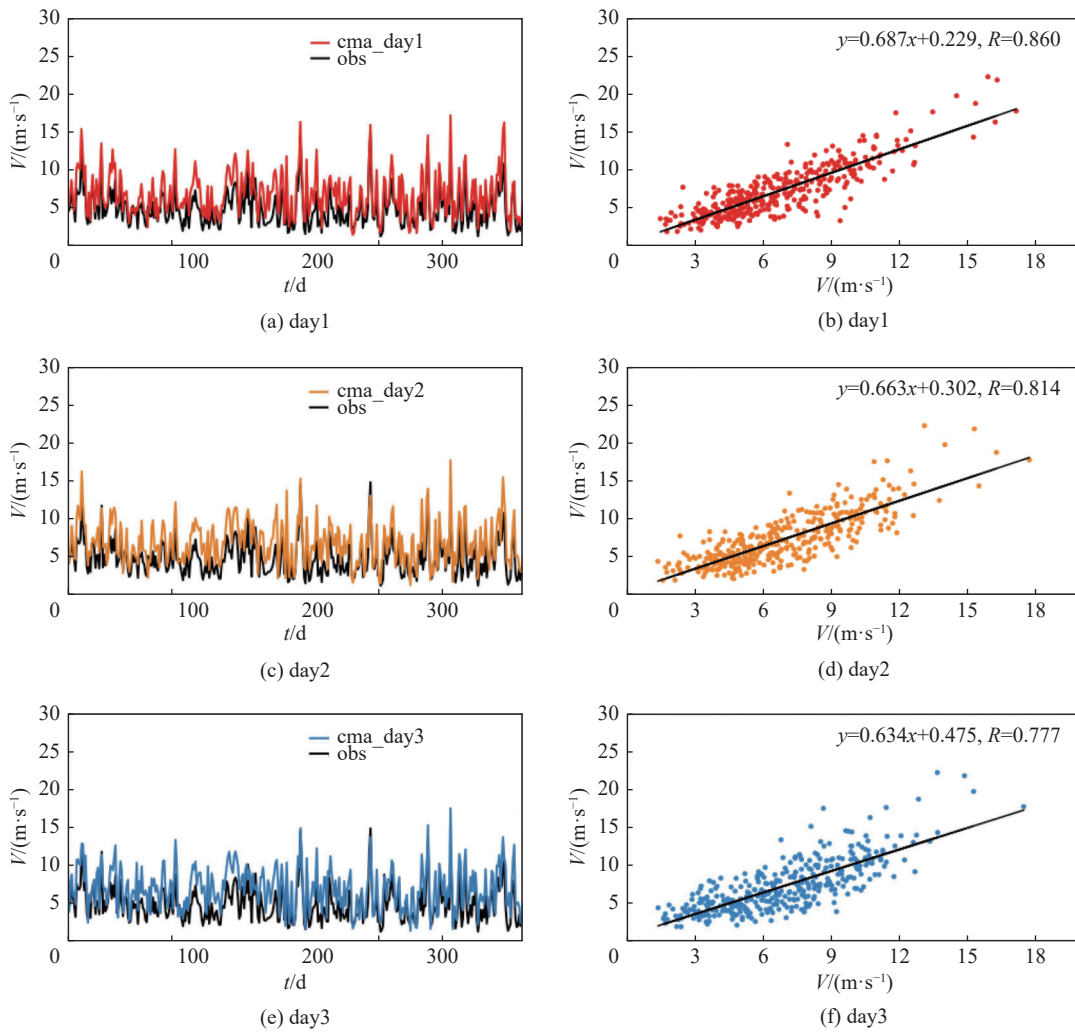 30
25
20
15
10
5
0
V/(m·s⁻¹)
cma_day1
obs
100
200
300
t/d
(a) day1
30
25
20
15
10
5
0
V/(m·s⁻¹)
y=0.687x+0.229, R=0.860
3
6
9
12
15
18
V/(m·s⁻¹)
(b) day1
30
25
20
15
10
5
0
V/(m·s⁻¹)
cma_day2
obs
100
200
300
t/d
(c) day2
30
25
20
15
10
5
0
V/(m·s⁻¹)
y=0.663x+0.302, R=0.814
3
6
9
12
15
18
V/(m·s⁻¹)
(d) day2
30
25
20
15
10
5
0
V/(m·s⁻¹)
cma_day3
obs
100
200
300
t/d
(e) day3
30
25
20
15
10
5
0
V/(m·s⁻¹)
y=0.634x+0.475, R=0.777
3
6
9
12
15
18
V/(m·s⁻¹)
(f) day3